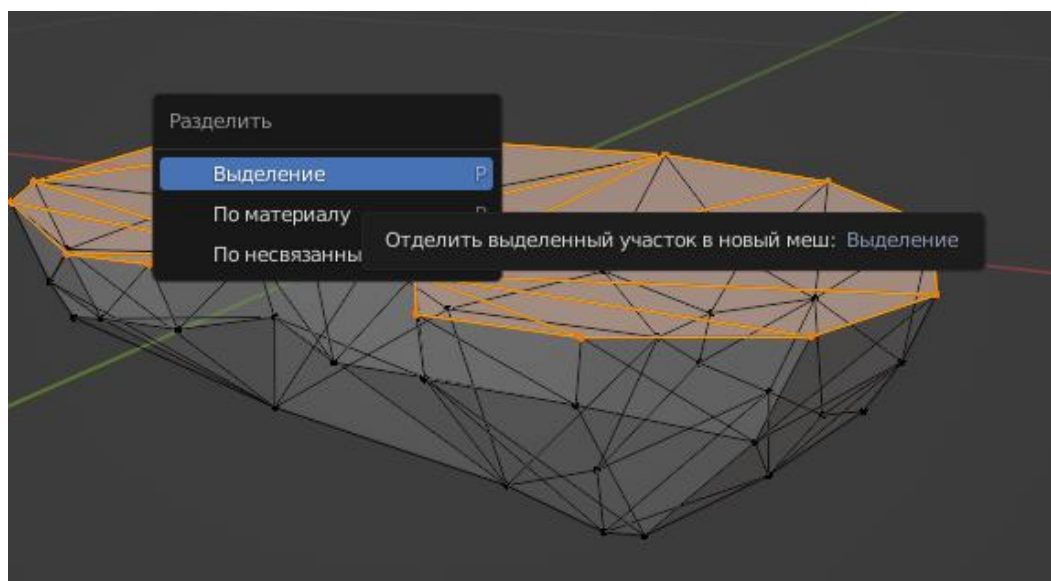 Разделить
Выделение P
По материалу
По несвязанны
Отделить выделенный участок в новый меш: Выделение